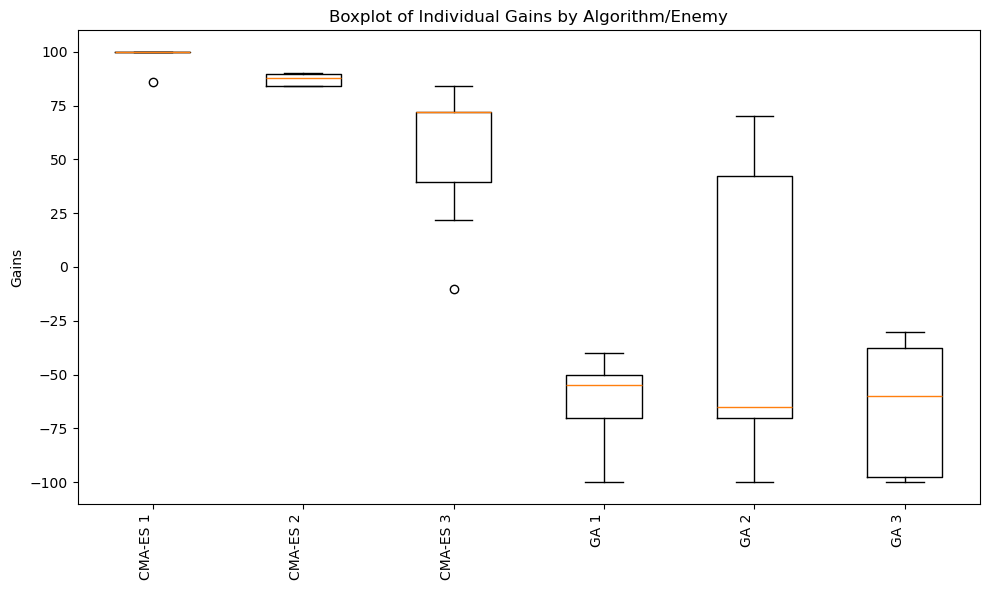 Boxplot of Individual Gains by Algorithm/Enemy
Gains
100
75
50
25
0
−25
−50
−75
−100
CMA-ES 1
CMA-ES 2
CMA-ES 3
GA 1
GA 2
GA 3